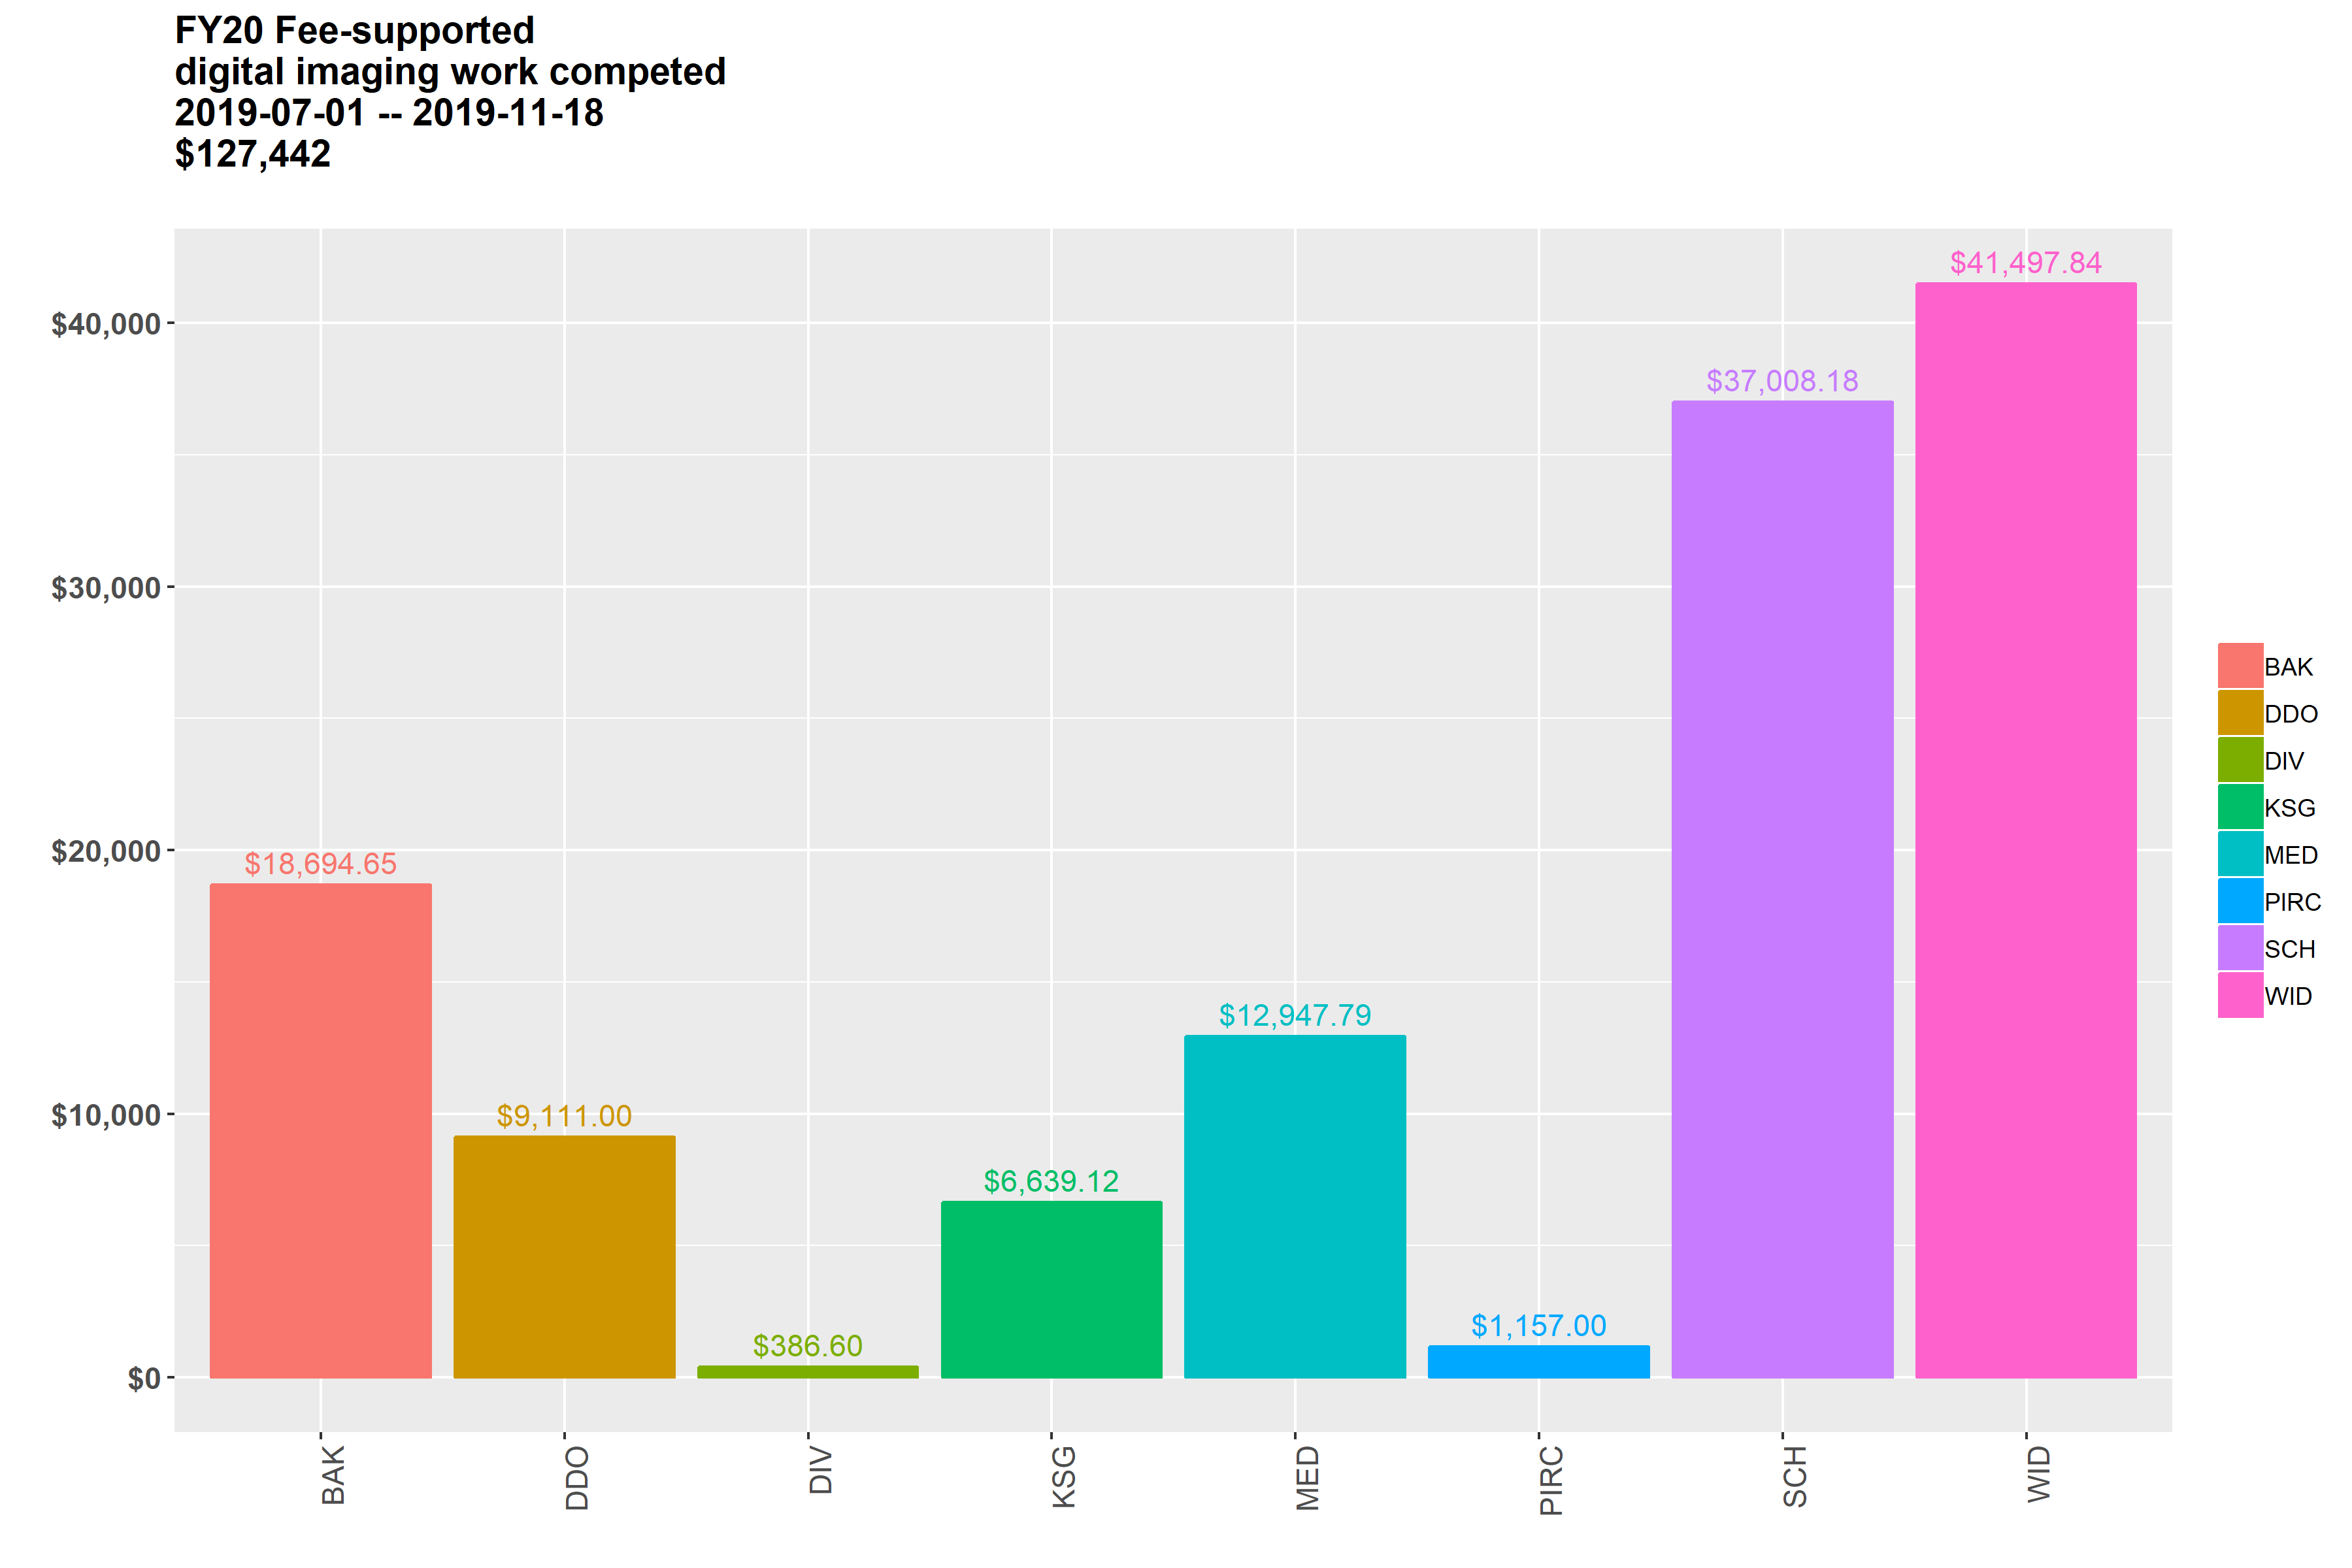 FY20 Fee-supported
digital imaging work competed
2019-07-01 -- 2019-11-18
$127,442
$41,497.84
$40,000
$37,008.18
$30,000
$20,000
$18,694.65
$12,947.79
$10,000
$9,111.00
$6,639.12
$1,157.00
$386.60
$0
BAK
DDO
DIV
KSG
MED
PIRC
SCH
WID
BAK
DDO
DIV
KSG
MED
PIRC
SCH
WID